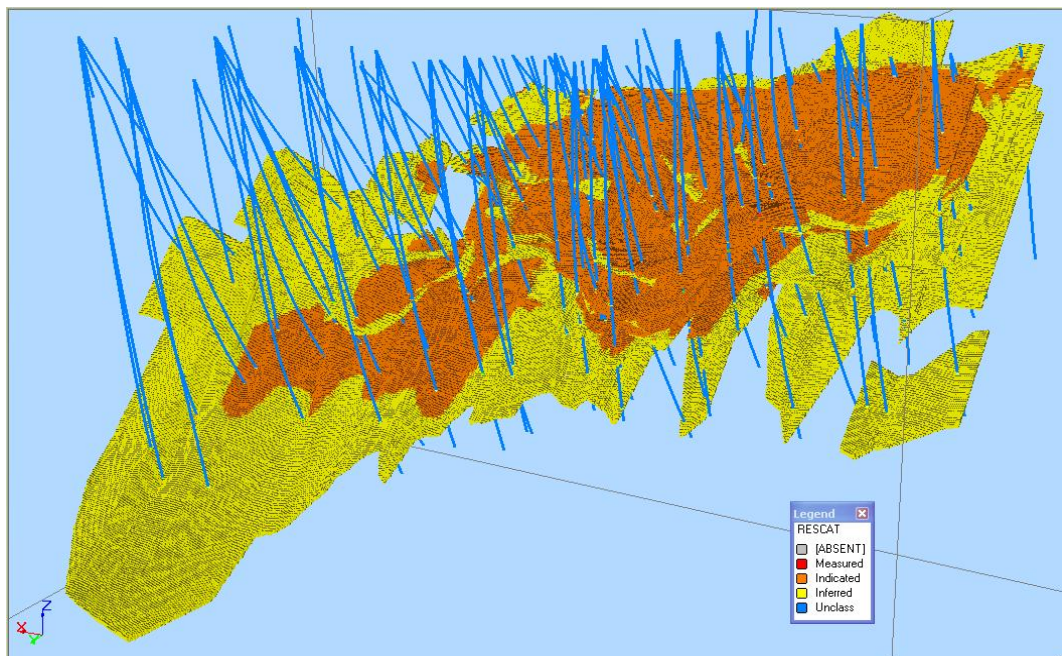 Legend
RESCAT
[ABSENT]
Measured
Indicated
Inferred
Unclass
Z
X
Y